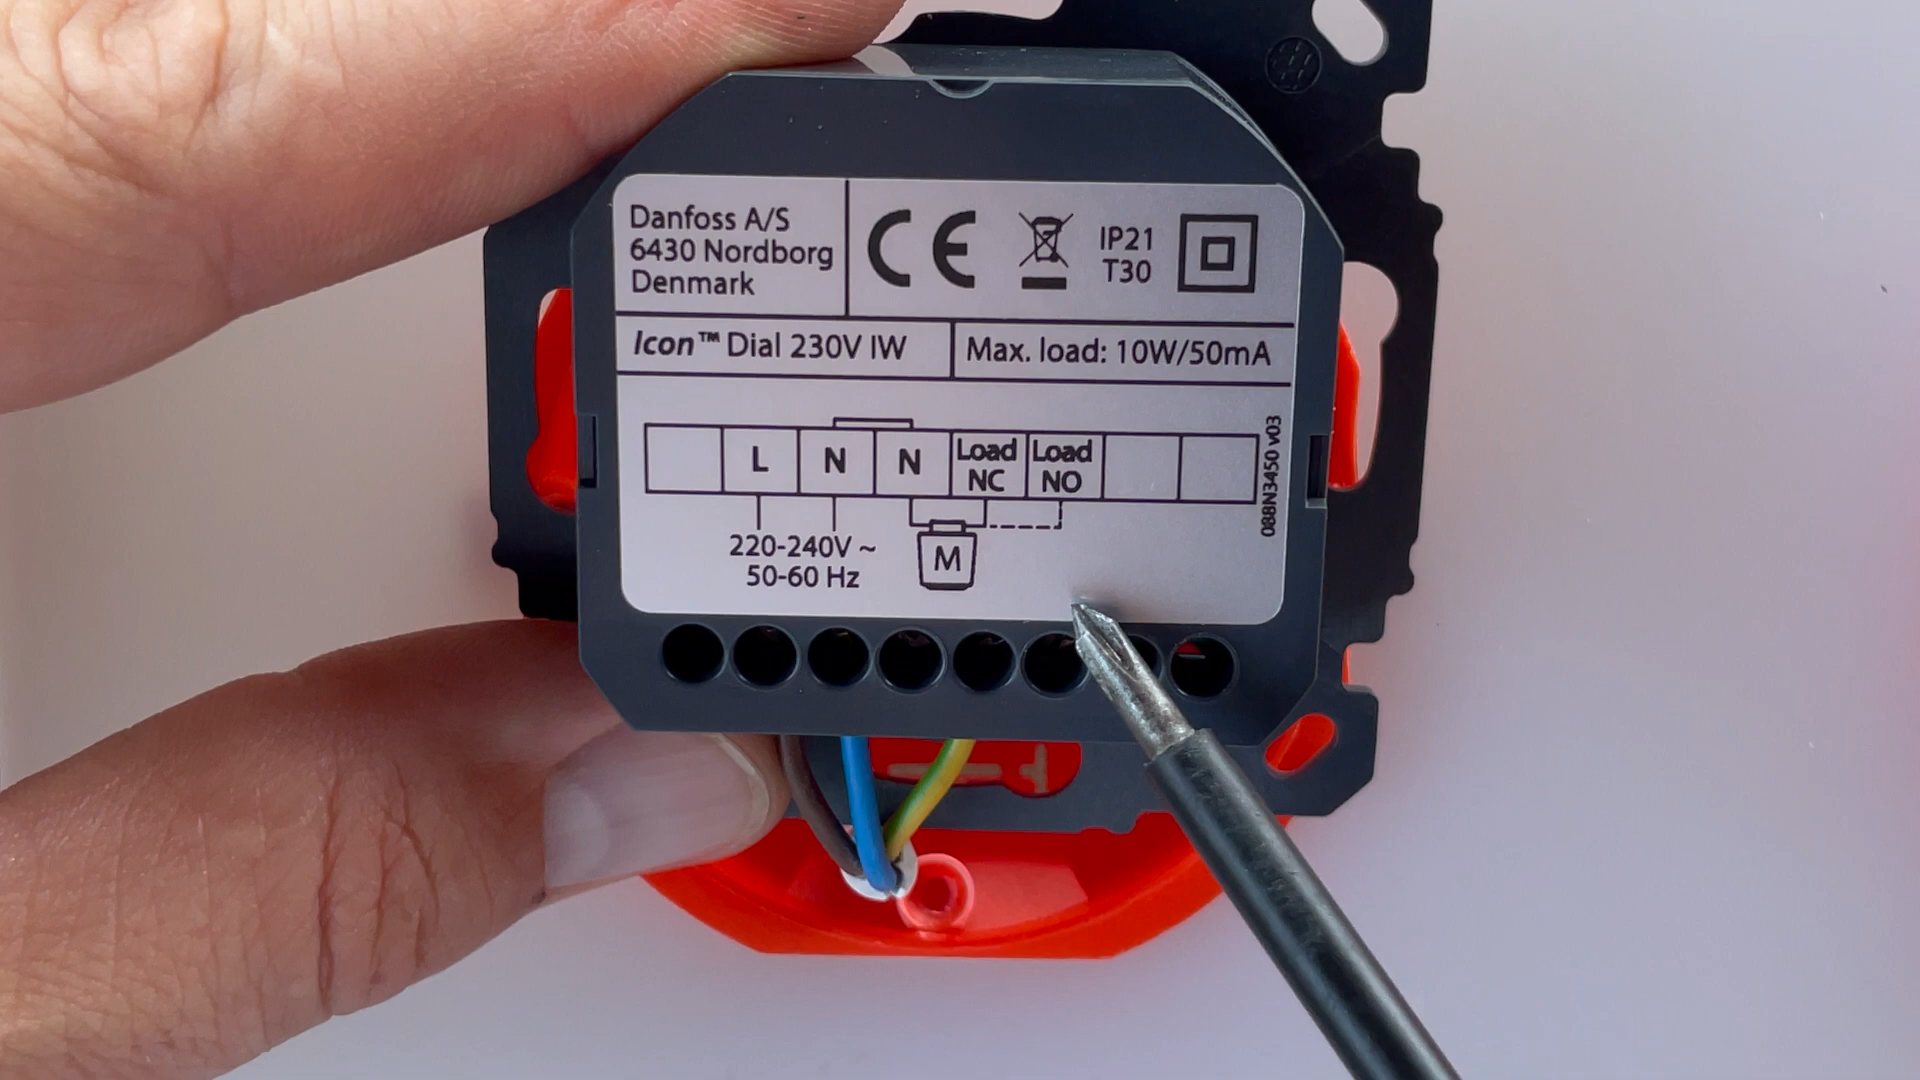 Danfoss A/S
6430 Nordborg
Denmark
CE
IP21
T30
Icon™ Dial 230V IW
Max. load: 10W/50mA
L N N Load NC Load NO
220-240V ~
50-60 Hz
M
088N3450 v03